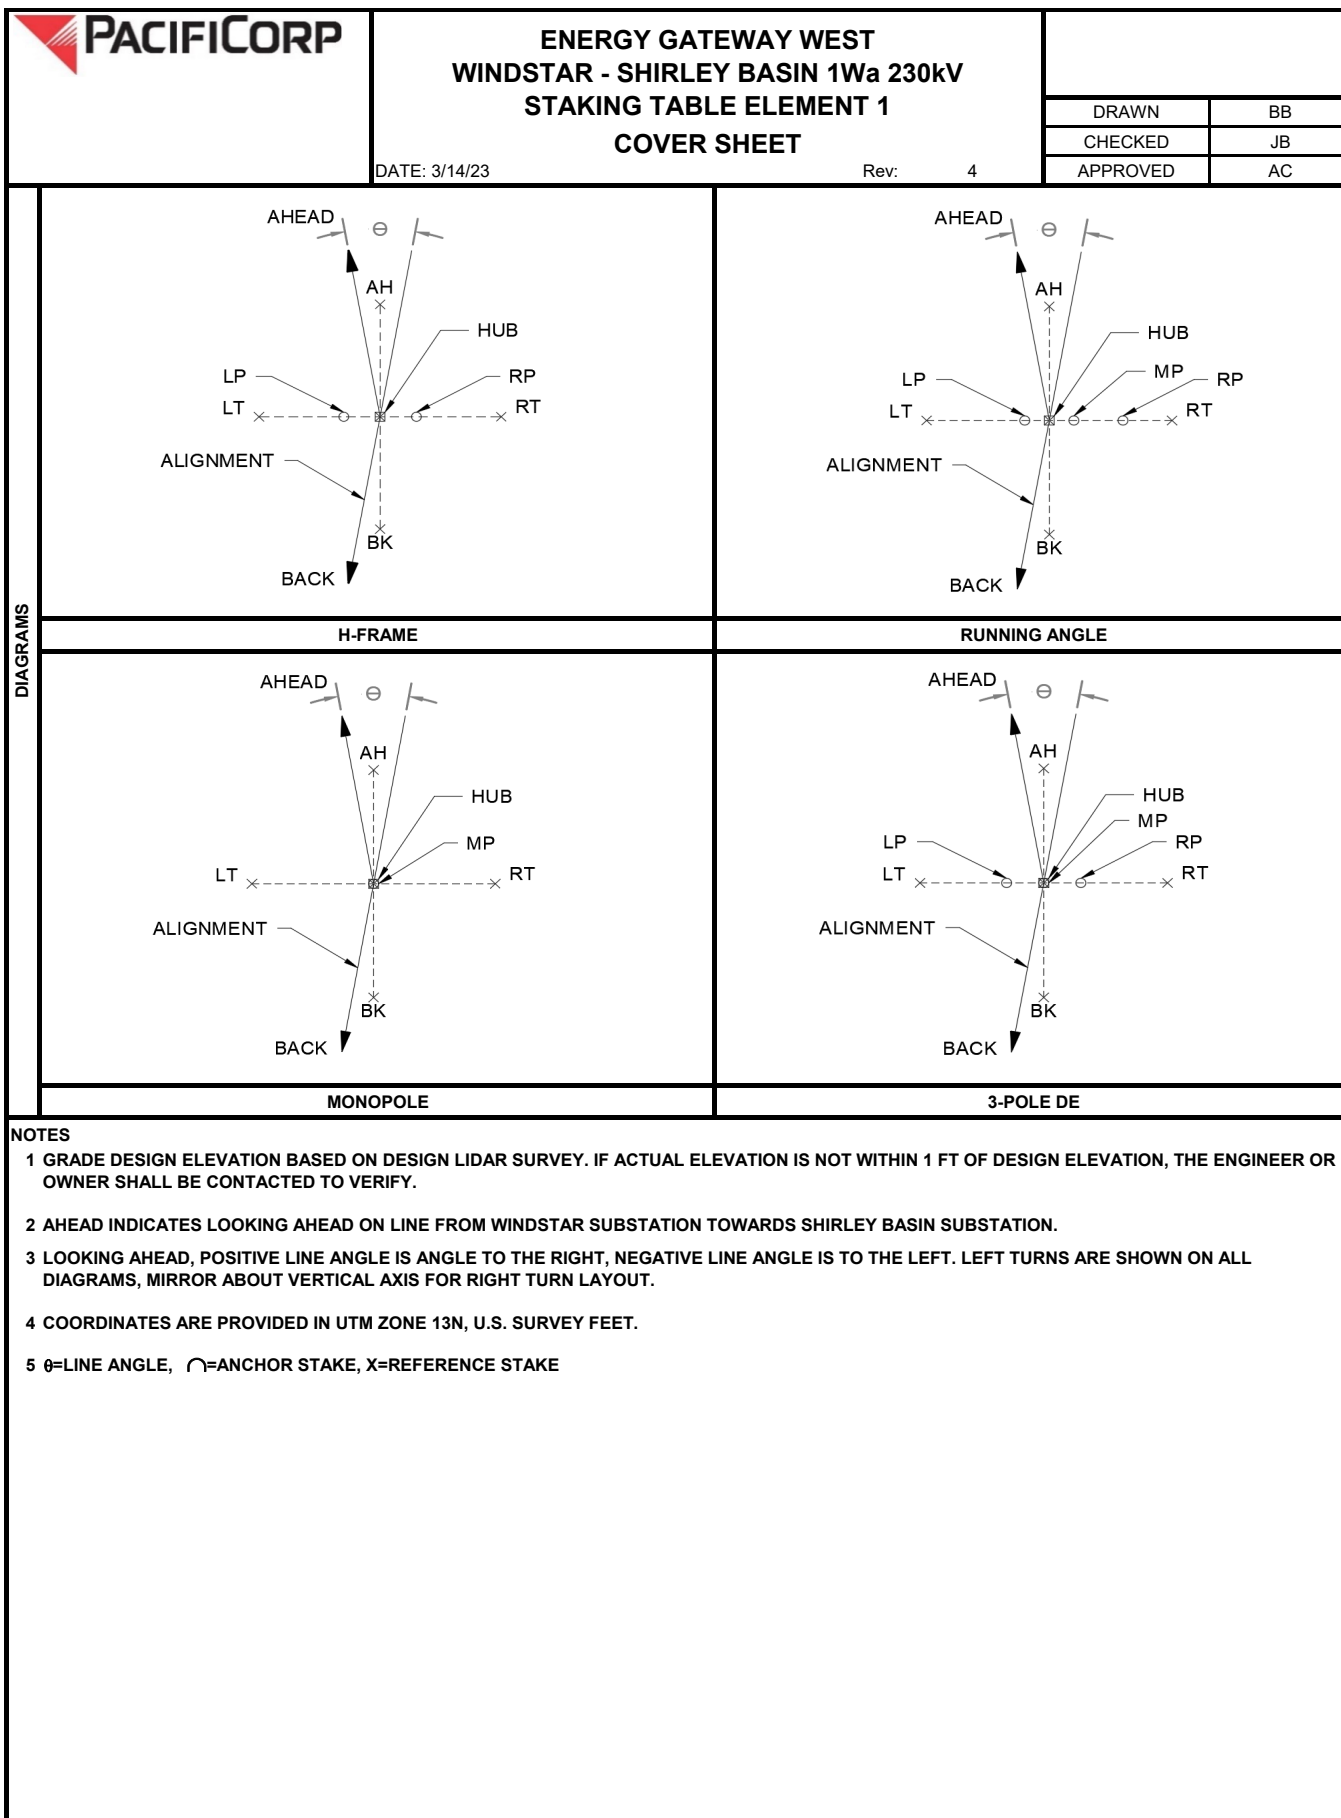 PACIFICORP
ENERGY GATEWAY WEST
WINDSTAR - SHIRLEY BASIN 1Wa 230kV
STAKING TABLE ELEMENT 1
COVER SHEET
DATE: 3/14/23 Rev: 4
DRAWN BB
CHECKED JB
APPROVED AC
DIAGRAMS
AHEAD
Θ
AH
HUB
LP
RP
LT
RT
ALIGNMENT
BK
BACK
H-FRAME
AHEAD
Θ
AH
HUB
MP
LP
RP
LT
RT
ALIGNMENT
BK
BACK
RUNNING ANGLE
AHEAD
Θ
AH
HUB
MP
LT
RT
ALIGNMENT
BK
BACK
MONOPOLE
AHEAD
Θ
AH
HUB
MP
LP
RP
LT
RT
ALIGNMENT
BK
BACK
3-POLE DE
NOTES
1 GRADE DESIGN ELEVATION BASED ON DESIGN LIDAR SURVEY. IF ACTUAL ELEVATION IS NOT WITHIN 1 FT OF DESIGN ELEVATION, THE ENGINEER OR
OWNER SHALL BE CONTACTED TO VERIFY.
2 AHEAD INDICATES LOOKING AHEAD ON LINE FROM WINDSTAR SUBSTATION TOWARDS SHIRLEY BASIN SUBSTATION.
3 LOOKING AHEAD, POSITIVE LINE ANGLE IS ANGLE TO THE RIGHT, NEGATIVE LINE ANGLE IS TO THE LEFT. LEFT TURNS ARE SHOWN ON ALL
DIAGRAMS, MIRROR ABOUT VERTICAL AXIS FOR RIGHT TURN LAYOUT.
4 COORDINATES ARE PROVIDED IN UTM ZONE 13N, U.S. SURVEY FEET.
5 θ=LINE ANGLE, ⋂=ANCHOR STAKE, X=REFERENCE STAKE